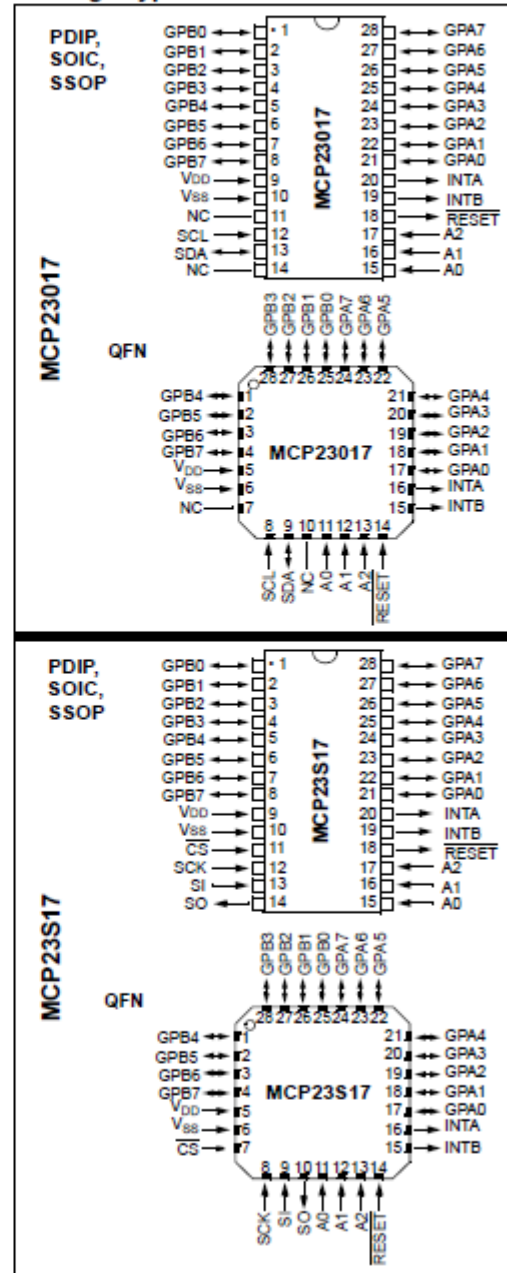 PDIP,
SOIC,
SSOP
MCP23017
GPB0 1 28 GPA7
GPB1 2 27 GPA6
GPB2 3 26 GPA5
GPB3 4 25 GPA4
GPB4 5 24 GPA3
GPB5 6 23 GPA2
GPB6 7 22 GPA1
GPB7 8 21 GPA0
VDD 9 20 INTA
VSS 10 19 INTB
NC 11 18 RESET
SCL 12 17 A2
SDA 13 16 A1
NC 14 15 A0
MCP23017
QFN
GPB3 GPB2 GPB1 GPB0 GPA7 GPA6 GPA5
28 27 26 25 24 23 22
GPB4 1 21 GPA4
GPB5 2 20 GPA3
GPB6 3 19 GPA2
GPB7 4 MCP23017 18 GPA1
VDD 5 17 GPA0
VSS 6 16 INTA
NC 7 15 INTB
8 9 10 11 12 13 14
SCL SDA NC A0 A1 A2 RESET
PDIP,
SOIC,
SSOP
MCP23S17
GPB0 1 28 GPA7
GPB1 2 27 GPA6
GPB2 3 26 GPA5
GPB3 4 25 GPA4
GPB4 5 24 GPA3
GPB5 6 23 GPA2
GPB6 7 22 GPA1
GPB7 8 21 GPA0
VDD 9 20 INTA
VSS 10 19 INTB
CS 11 18 RESET
SCK 12 17 A2
SI 13 16 A1
SO 14 15 A0
MCP23S17
QFN
GPB3 GPB2 GPB1 GPB0 GPA7 GPA6 GPA5
28 27 26 25 24 23 22
GPB4 1 21 GPA4
GPB5 2 20 GPA3
GPB6 3 19 GPA2
GPB7 4 MCP23S17 18 GPA1
VDD 5 17 GPA0
VSS 6 16 INTA
CS 7 15 INTB
8 9 10 11 12 13 14
SCK SI SO A0 A1 A2 RESET